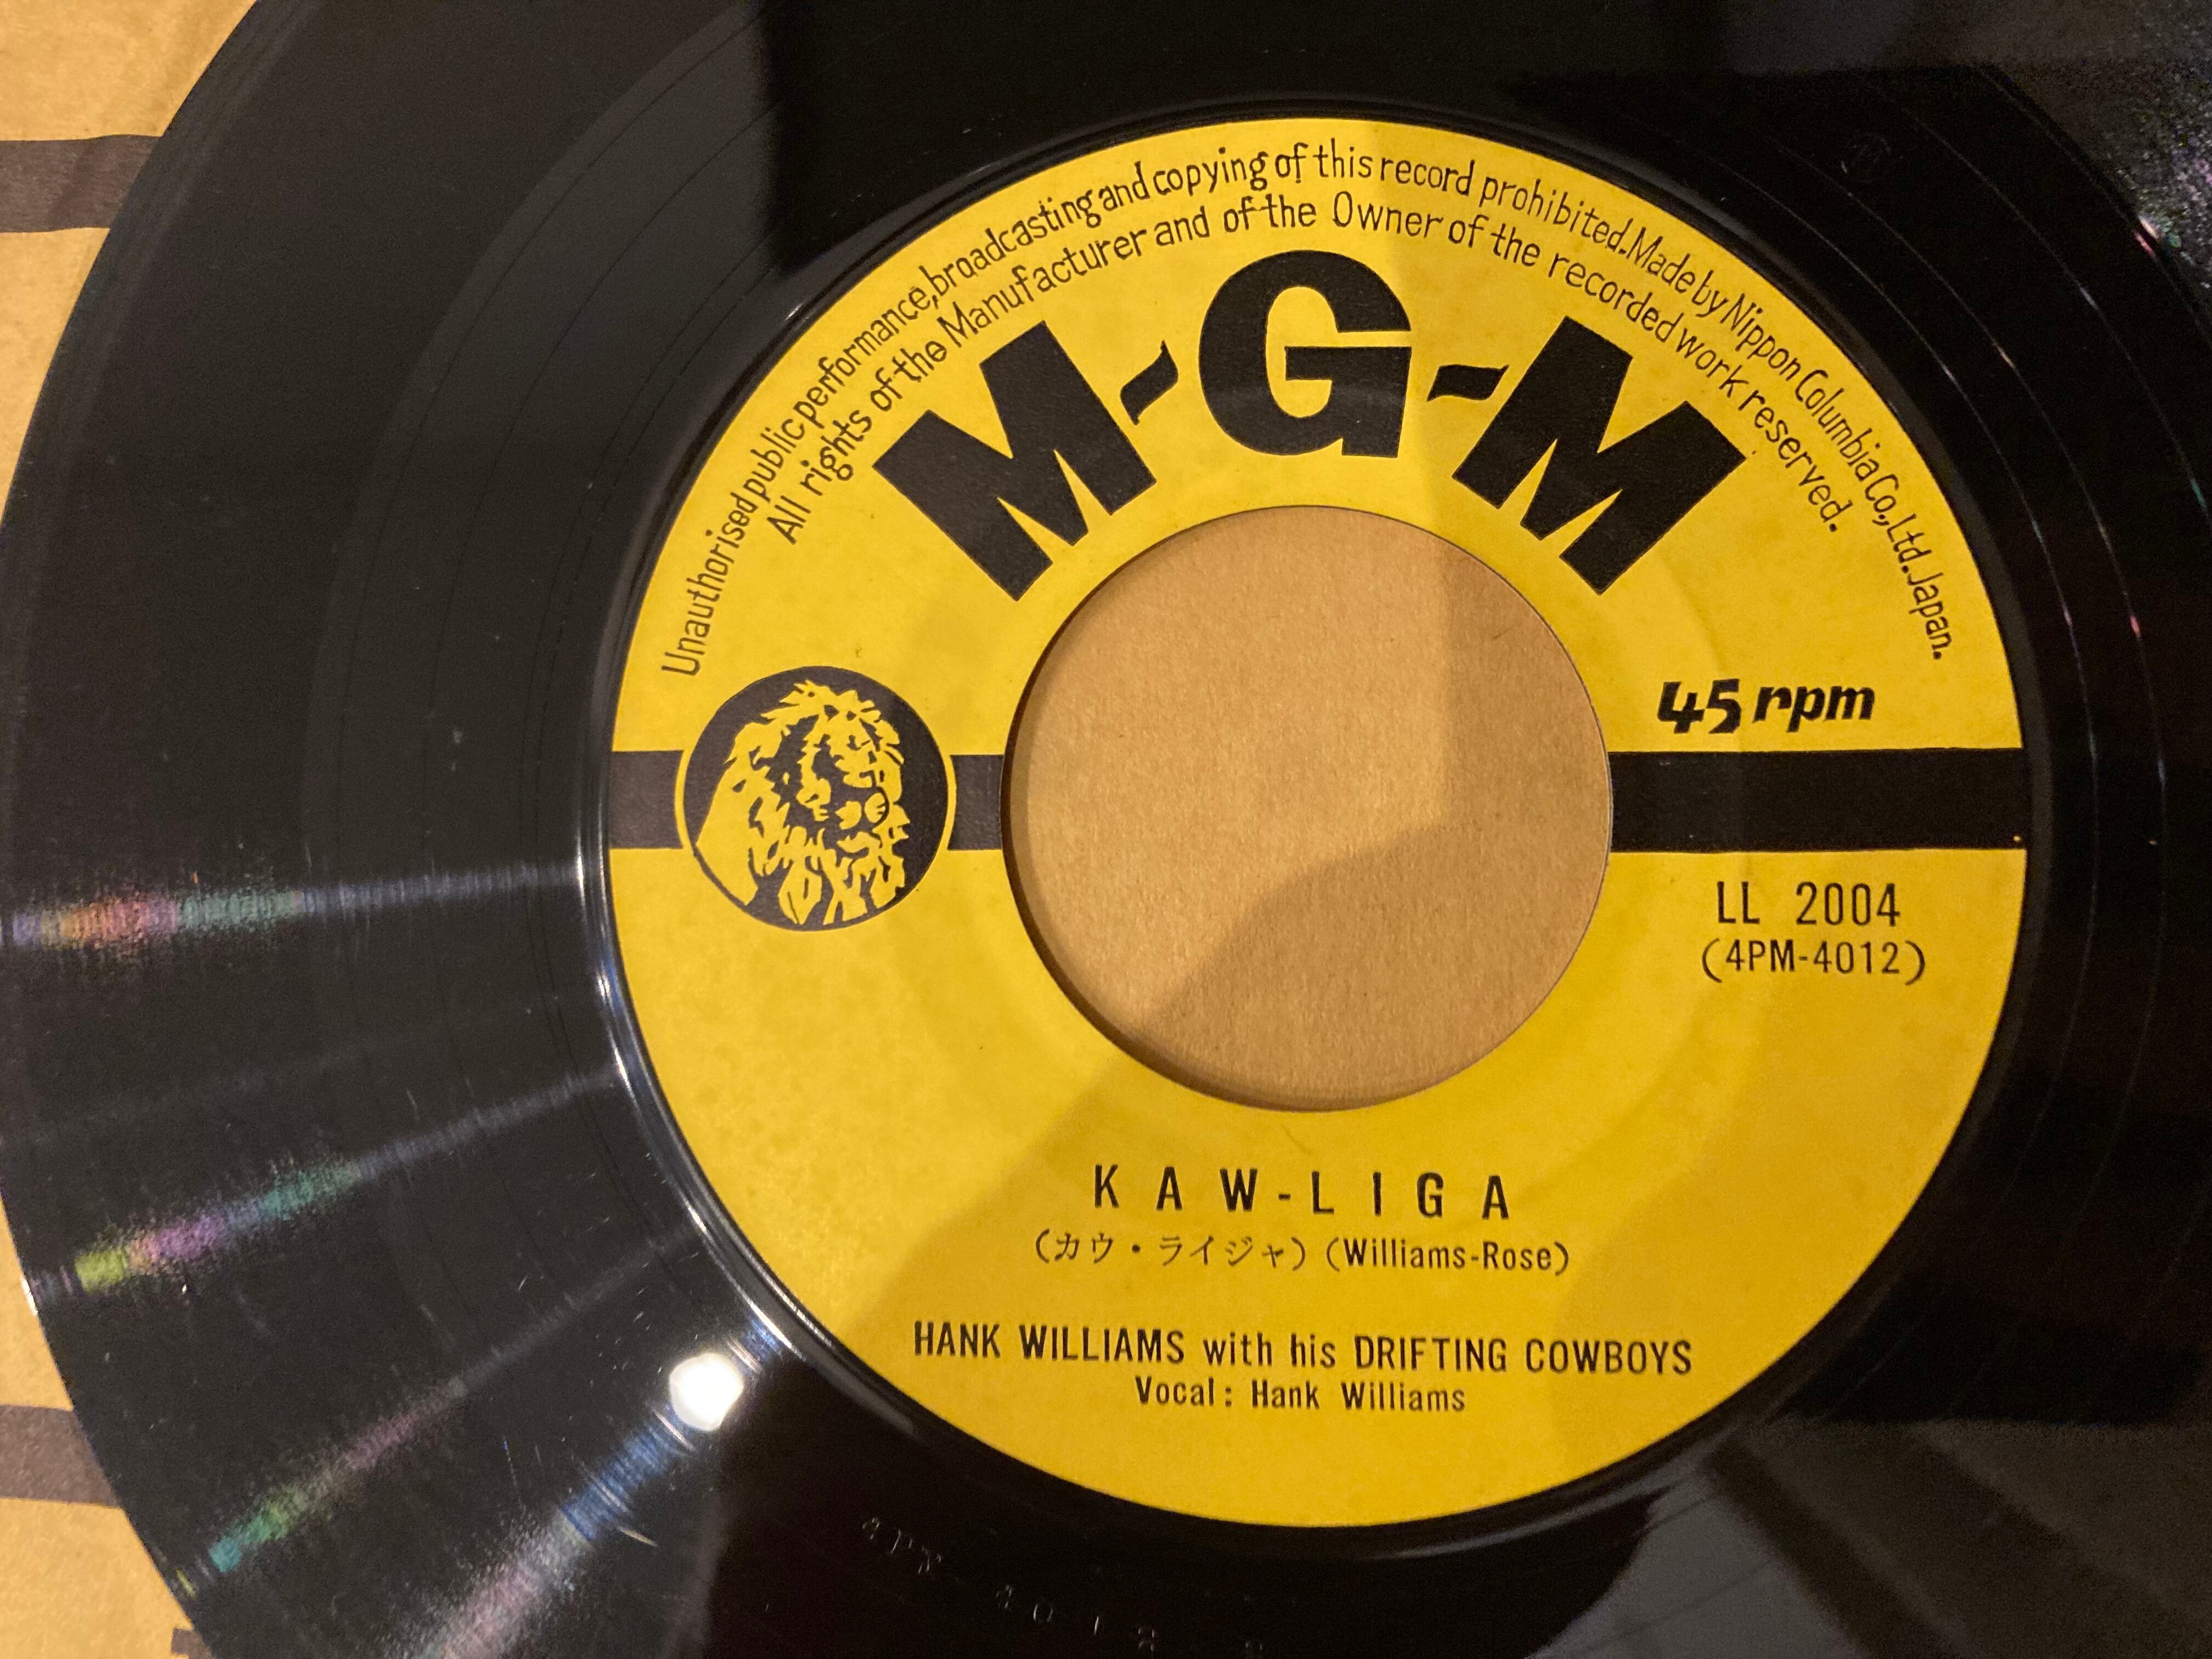 Unauthorised public performance, broadcasting and copying of this record prohibited. Made by Nippon Columbia Co., Ltd. Japan.
All rights of the Manufacturer and of the Owner of the recorded work reserved.
M-G-M
45 rpm
LL 2004
(4PM-4012)
KAW-LIGA
(カウ・ライジャ) (Williams-Rose)
HANK WILLIAMS with his DRIFTING COWBOYS
Vocal: Hank Williams